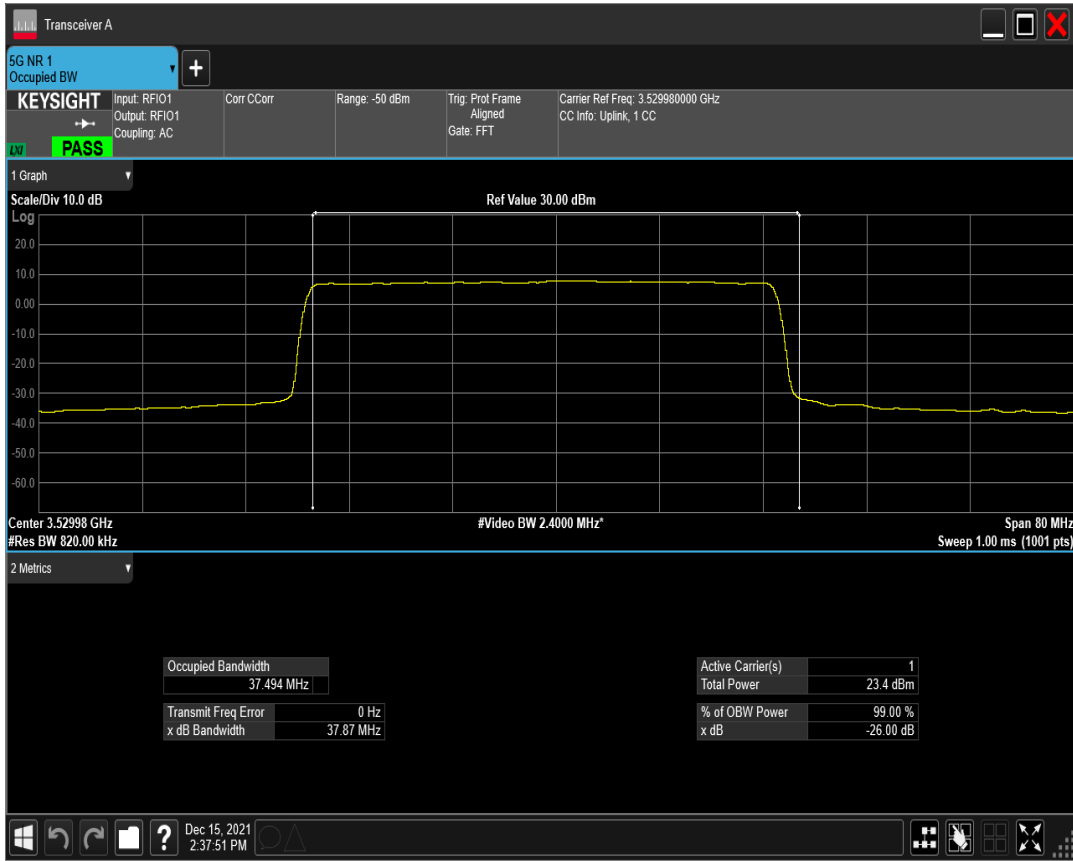 Transceiver A
5G NR 1
Occupied BW
KEYSIGHT
LXI
PASS
Input: RFIO1
Output: RFIO1
Coupling: AC
Corr CCorr
Range: -50 dBm
Trig: Prot Frame
Aligned
Gate: FFT
Carrier Ref Freq: 3.529980000 GHz
CC Info: Uplink, 1 CC
1 Graph
Scale/Div 10.0 dB
Ref Value 30.00 dBm
Log
20.0
10.0
0.00
-10.0
-20.0
-30.0
-40.0
-50.0
-60.0
Center 3.52998 GHz
#Video BW 2.4000 MHz*
Span 80 MHz
#Res BW 820.00 kHz
Sweep 1.00 ms (1001 pts)
2 Metrics
Occupied Bandwidth
37.494 MHz
Transmit Freq Error 0 Hz
x dB Bandwidth 37.87 MHz
Active Carrier(s) 1
Total Power 23.4 dBm
% of OBW Power 99.00 %
x dB -26.00 dB
?
Dec 15, 2021
2:37:51 PM